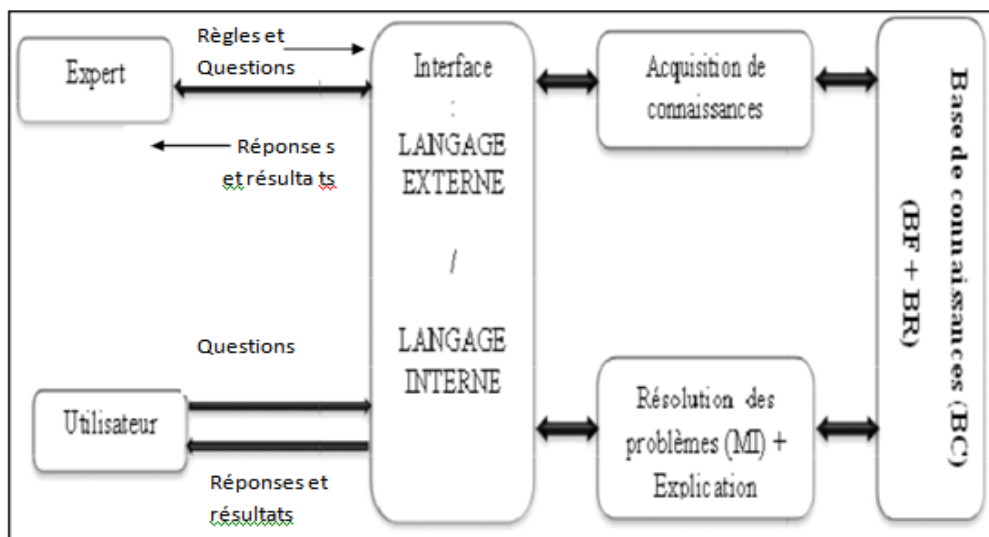 Expert
Règles et
Questions
Réponse s
et résulta ts
Interface
:
LANGAGE
EXTERNE
/
LANGAGE
INTERNE
Acquisition de
connaissances
Base de connaissances (BC)
(BF + BR)
Questions
Utilisateur
Réponses et
résultats
Résolution des
problèmes (MI) +
Explication